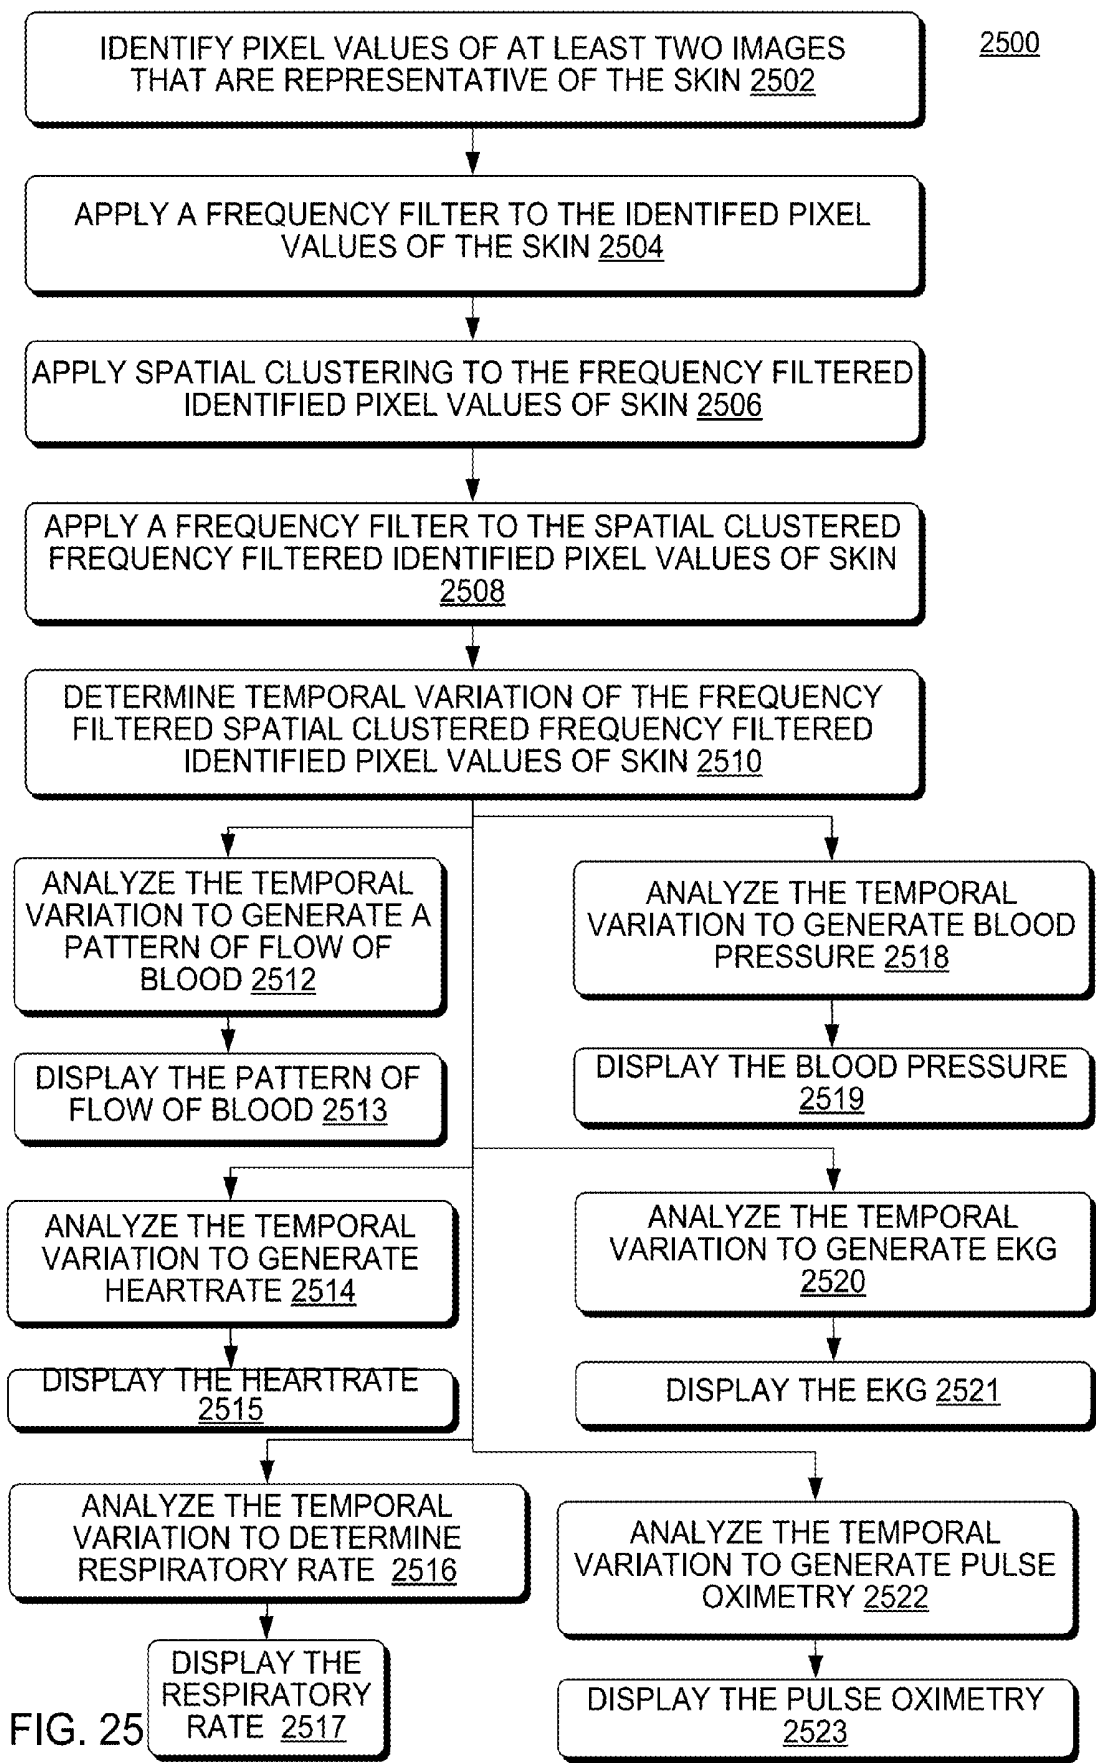 IDENTIFY PIXEL VALUES OF AT LEAST TWO IMAGES
THAT ARE REPRESENTATIVE OF THE SKIN 2502
2500
APPLY A FREQUENCY FILTER TO THE IDENTIFED PIXEL
VALUES OF THE SKIN 2504
APPLY SPATIAL CLUSTERING TO THE FREQUENCY FILTERED
IDENTIFIED PIXEL VALUES OF SKIN 2506
APPLY A FREQUENCY FILTER TO THE SPATIAL CLUSTERED
FREQUENCY FILTERED IDENTIFIED PIXEL VALUES OF SKIN
2508
DETERMINE TEMPORAL VARIATION OF THE FREQUENCY
FILTERED SPATIAL CLUSTERED FREQUENCY FILTERED
IDENTIFIED PIXEL VALUES OF SKIN 2510
ANALYZE THE TEMPORAL
VARIATION TO GENERATE A
PATTERN OF FLOW OF
BLOOD 2512
DISPLAY THE PATTERN OF
FLOW OF BLOOD 2513
ANALYZE THE TEMPORAL
VARIATION TO GENERATE BLOOD
PRESSURE 2518
DISPLAY THE BLOOD PRESSURE
2519
ANALYZE THE TEMPORAL
VARIATION TO GENERATE
HEARTRATE 2514
DISPLAY THE HEARTRATE
2515
ANALYZE THE TEMPORAL
VARIATION TO GENERATE EKG
2520
DISPLAY THE EKG 2521
ANALYZE THE TEMPORAL
VARIATION TO DETERMINE
RESPIRATORY RATE 2516
DISPLAY THE
RESPIRATORY
RATE 2517
ANALYZE THE TEMPORAL
VARIATION TO GENERATE PULSE
OXIMETRY 2522
DISPLAY THE PULSE OXIMETRY
2523
FIG. 25